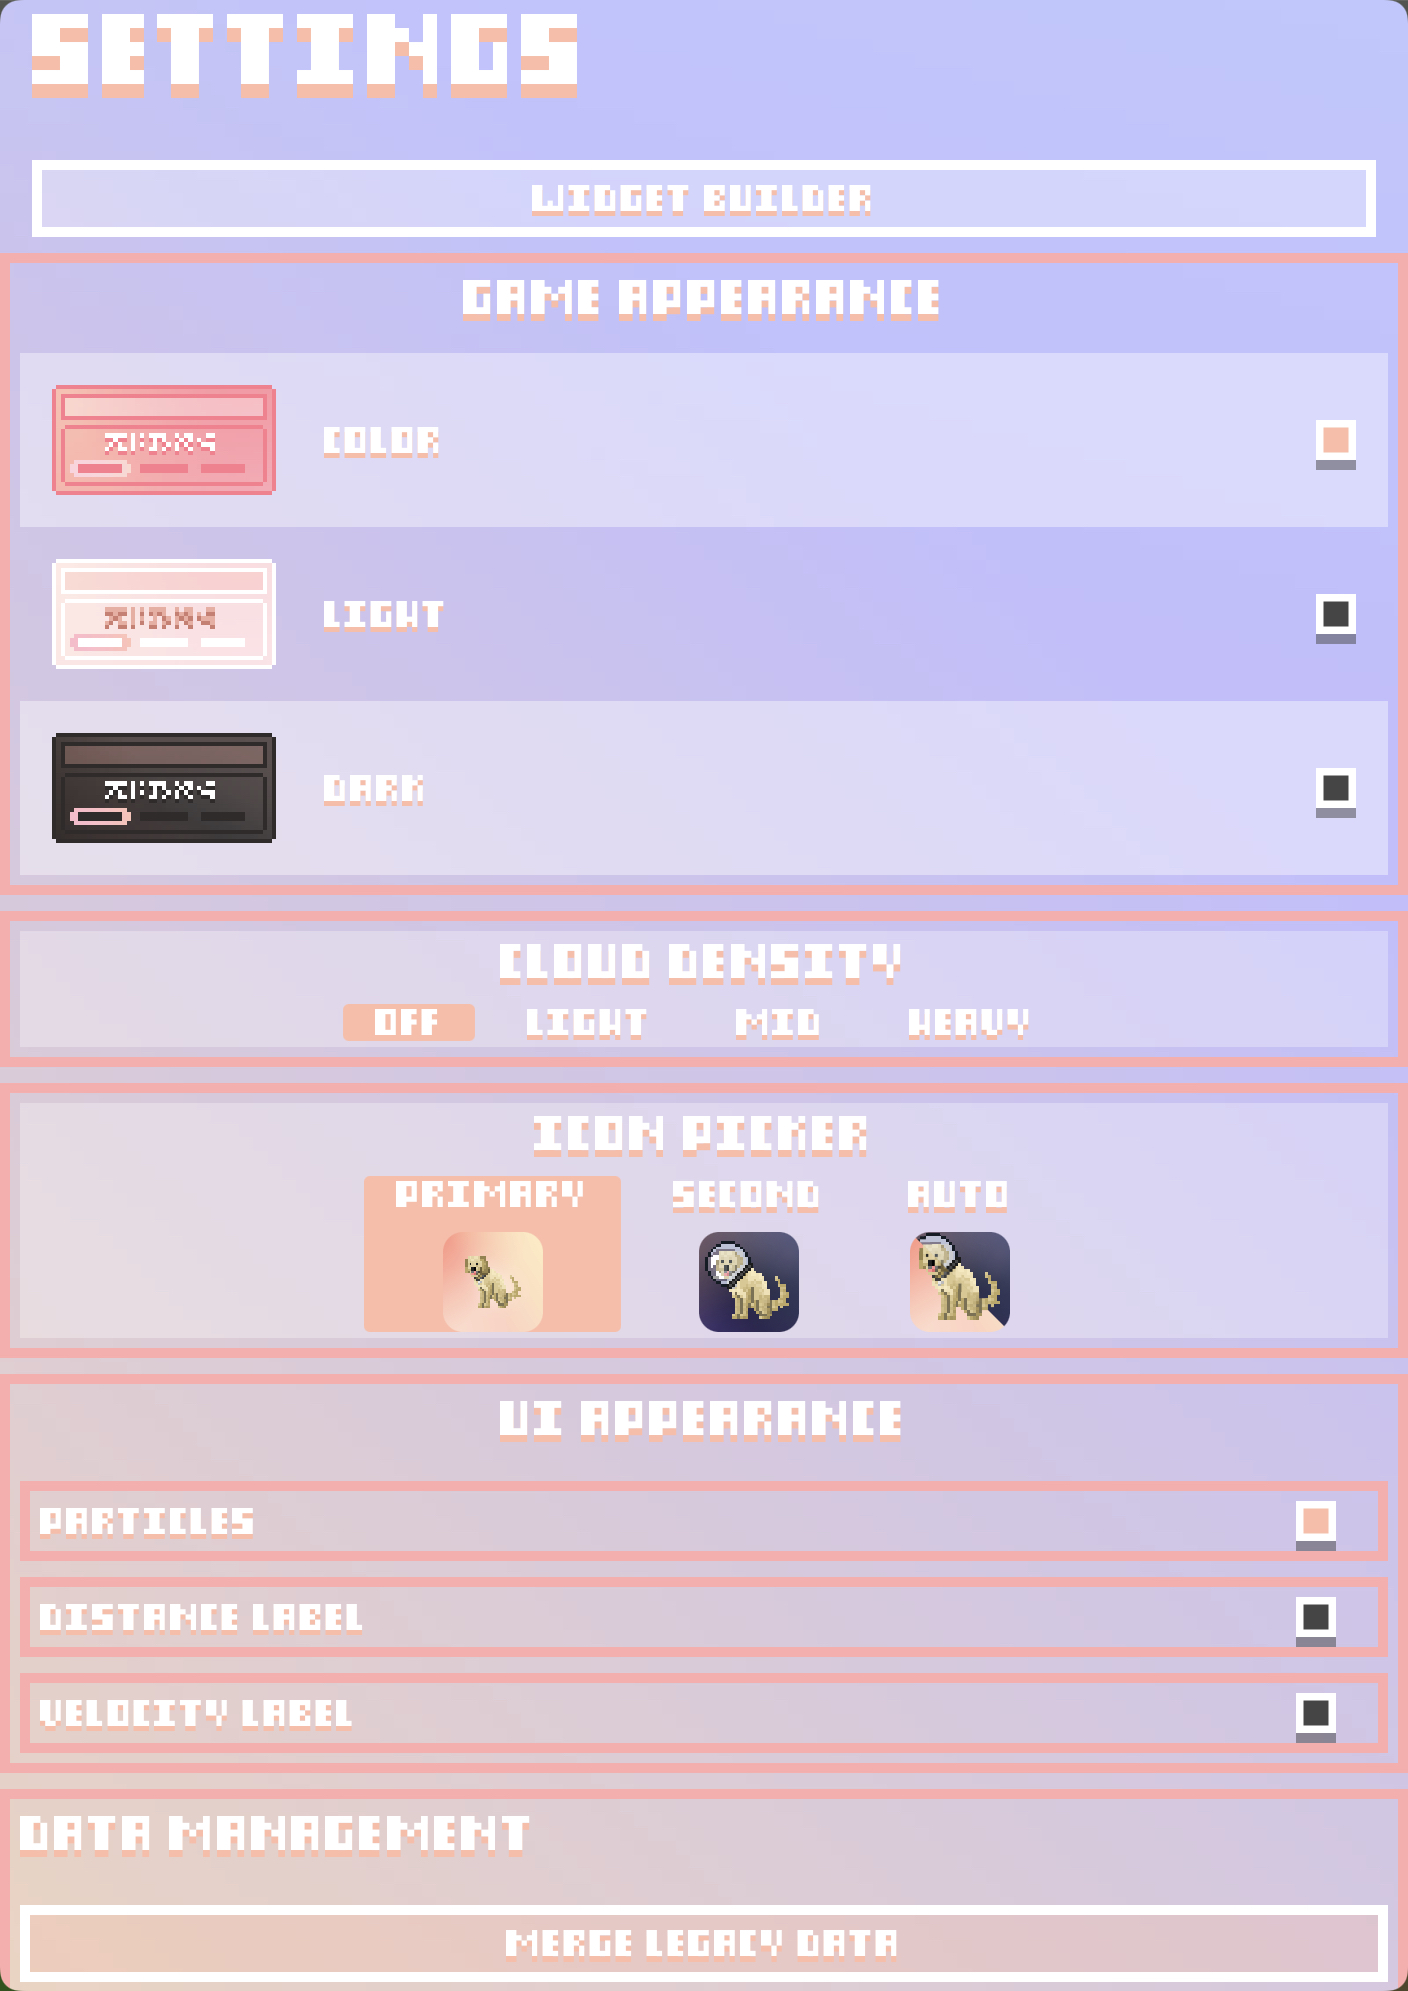 SETTINGS
WIDGET BUILDER
GAME APPEARANCE
COLOR
LIGHT
DARK
CLOUD DENSITY
OFF LIGHT MID HEAVY
ICON PICKER
PRIMARY SECOND AUTO
UI APPEARANCE
PARTICLES
DISTANCE LABEL
VELOCITY LABEL
DATA MANAGEMENT
MERGE LEGACY DATA